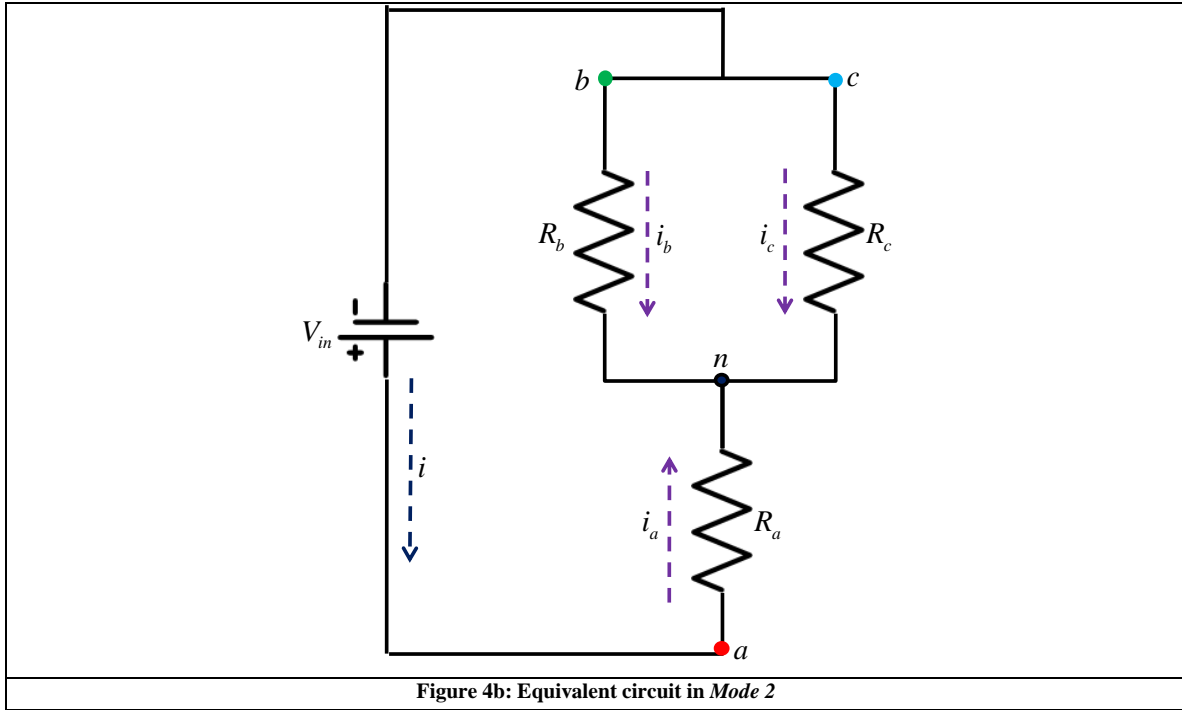 b
c
R_b
i_b
i_c
R_c
V_in
n
i
i_a
R_a
a
Figure 4b: Equivalent circuit in Mode 2